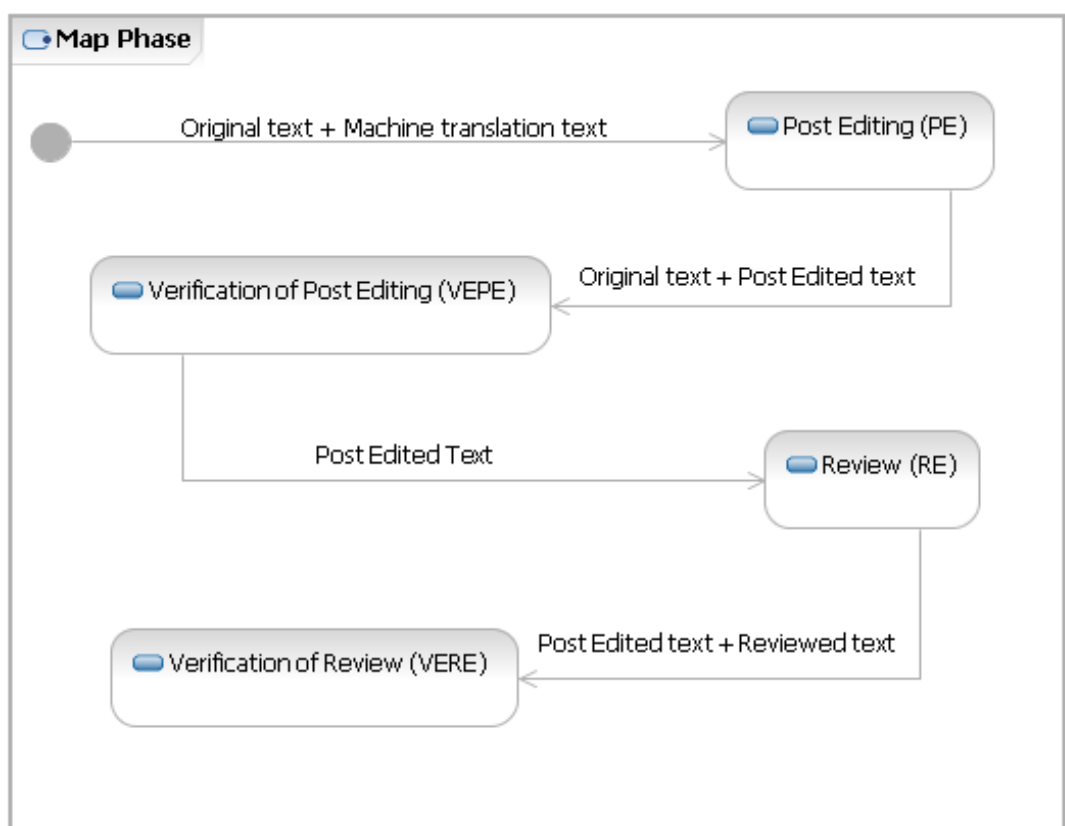 Map Phase
Original text + Machine translation text
Post Editing (PE)
Original text + Post Edited text
Verification of Post Editing (VEPE)
Post Edited Text
Review (RE)
Post Edited text + Reviewed text
Verification of Review (VERE)